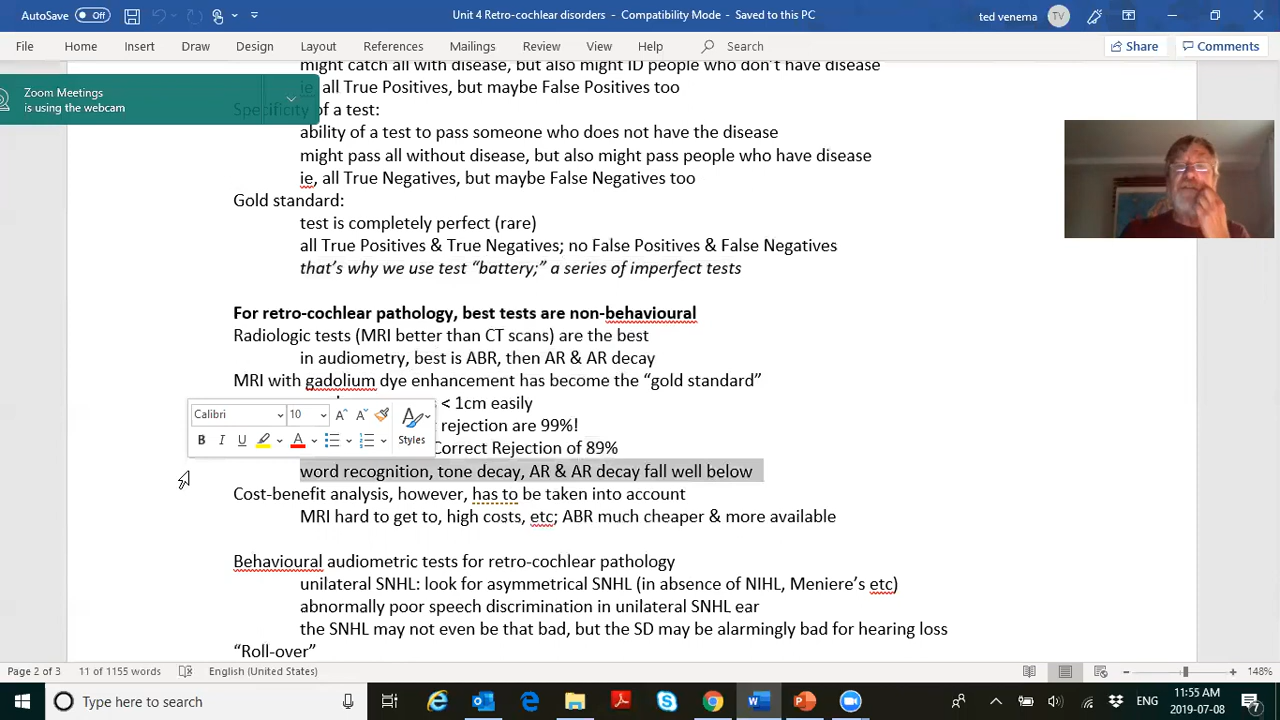 AutoSave Off
Unit 4 Retro-cochlear disorders - Compatibility Mode - Saved to this PC
ted venema TV
File Home Insert Draw Design Layout References Mailings Review View Help Search Share Comments
Zoom Meetings
is using the webcam
might catch all with disease, but also might ID people who don't have disease
ie, all True Positives, but maybe False Positives too
Specificity of a test:
ability of a test to pass someone who does not have the disease
might pass all without disease, but also might pass people who have disease
ie, all True Negatives, but maybe False Negatives too
Gold standard:
test is completely perfect (rare)
all True Positives & True Negatives; no False Positives & False Negatives
that's why we use test "battery;" a series of imperfect tests
For retro-cochlear pathology, best tests are non-behavioural
Radiologic tests (MRI better than CT scans) are the best
in audiometry, best is ABR, then AR & AR decay
MRI with gadolium dye enhancement has become the "gold standard"
< 1cm easily
Calibri 10 A A A
rejection are 99%!
B I U A Styles
Correct Rejection of 89%
word recognition, tone decay, AR & AR decay fall well below
Cost-benefit analysis, however, has to be taken into account
MRI hard to get to, high costs, etc; ABR much cheaper & more available
Behavioural audiometric tests for retro-cochlear pathology
unilateral SNHL: look for asymmetrical SNHL (in absence of NIHL, Meniere's etc)
abnormally poor speech discrimination in unilateral SNHL ear
the SNHL may not even be that bad, but the SD may be alarmingly bad for hearing loss
"Roll-over"
Page 2 of 3 11 of 1155 words English (United States) 148%
Type here to search
ENG
11:55 AM
2019-07-08
7